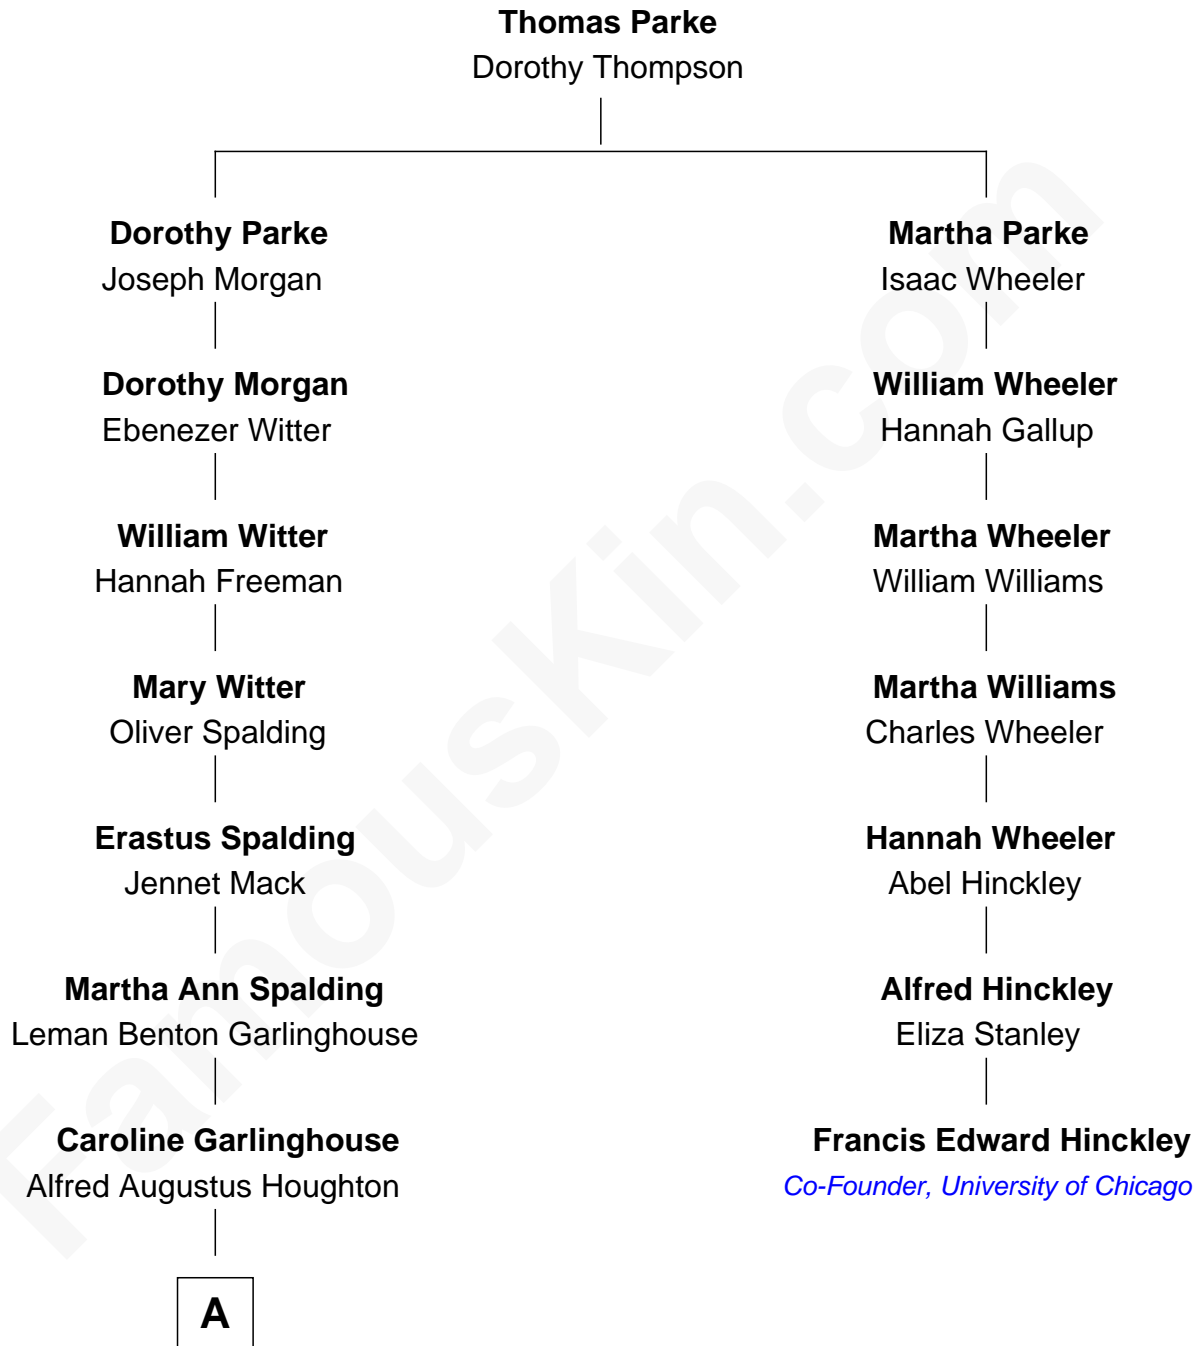 Thomas Parke
Dorothy Thompson
Dorothy Parke
Joseph Morgan
Martha Parke
Isaac Wheeler
Dorothy Morgan
Ebenezer Witter
William Wheeler
Hannah Gallup
William Witter
Hannah Freeman
Martha Wheeler
William Williams
Mary Witter
Oliver Spalding
Martha Williams
Charles Wheeler
Erastus Spalding
Jennet Mack
Hannah Wheeler
Abel Hinckley
Martha Ann Spalding
Leman Benton Garlinghouse
Alfred Hinckley
Eliza Stanley
Caroline Garlinghouse
Alfred Augustus Houghton
Francis Edward Hinckley
Co-Founder, University of Chicago
A
FamousKin.com